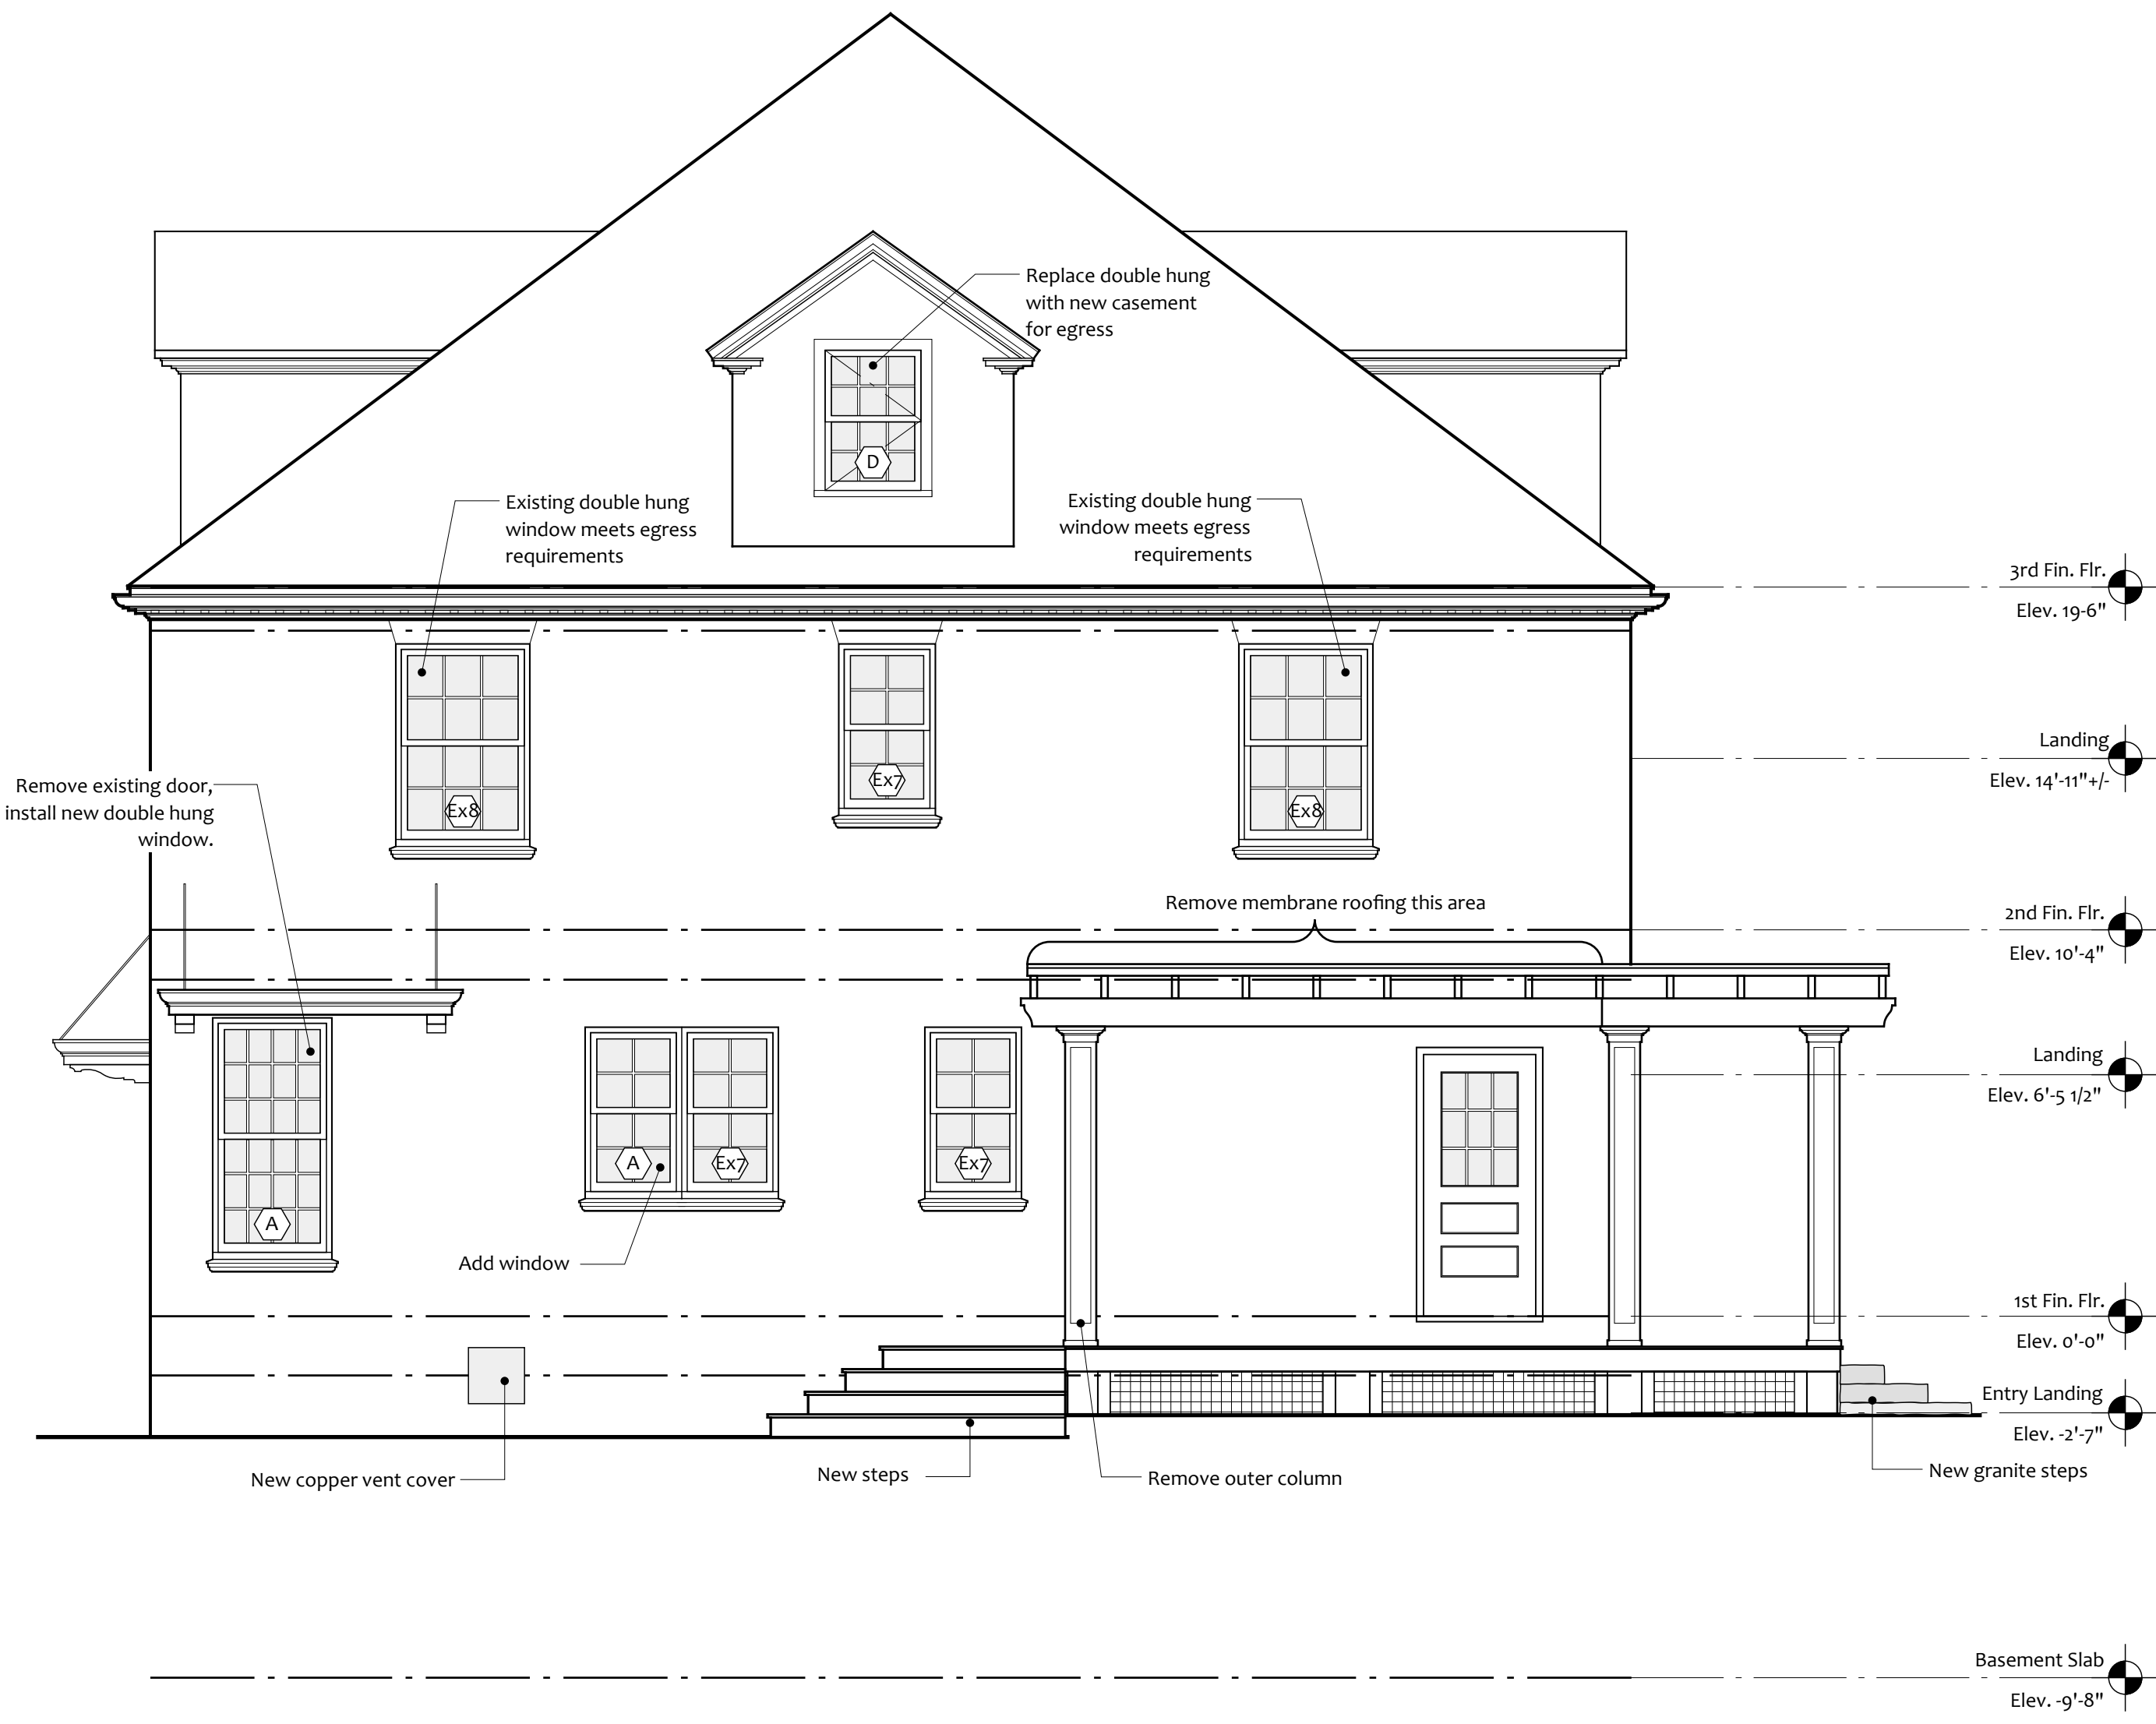 Replace double hung
with new casement
for egress
D
Existing double hung
window meets egress
requirements
Existing double hung
window meets egress
requirements
3rd Fin. Flr.
Elev. 19-6"
Landing
Elev. 14'-11"+/-
Ex7
Ex8
Ex8
Remove existing door,
install new double hung
window.
Remove membrane roofing this area
2nd Fin. Flr.
Elev. 10'-4"
Landing
Elev. 6'-5 1/2"
A
Ex7
Ex7
A
Add window
1st Fin. Flr.
Elev. 0'-0"
Entry Landing
Elev. -2'-7"
New copper vent cover
New steps
Remove outer column
New granite steps
Basement Slab
Elev. -9'-8"